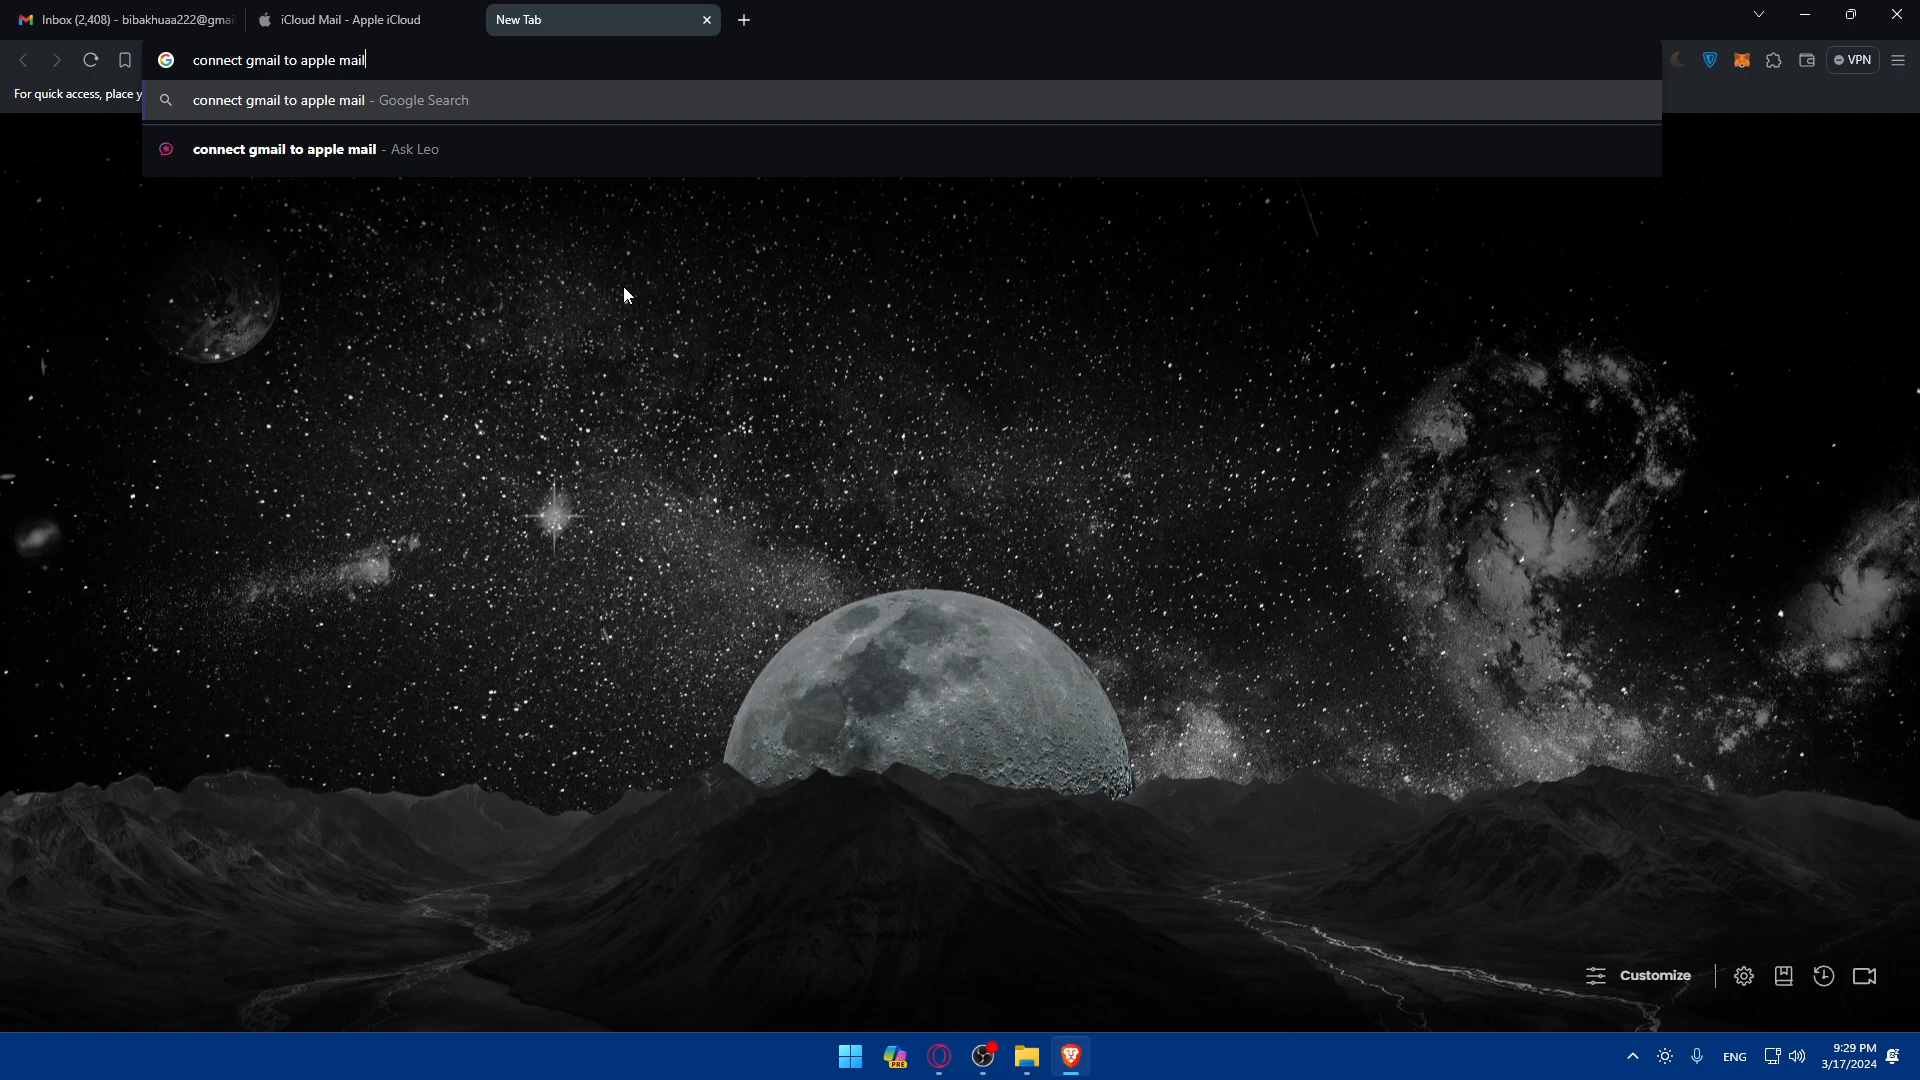 Inbox (2,408) - bibakhuaa222@gmai
iCloud Mail - Apple iCloud
New Tab
connect gmail to apple mail
VPN
For quick access, place y
connect gmail to apple mail - Google Search
connect gmail to apple mail - Ask Leo
Customize
PRE
ENG
9:29 PM
3/17/2024